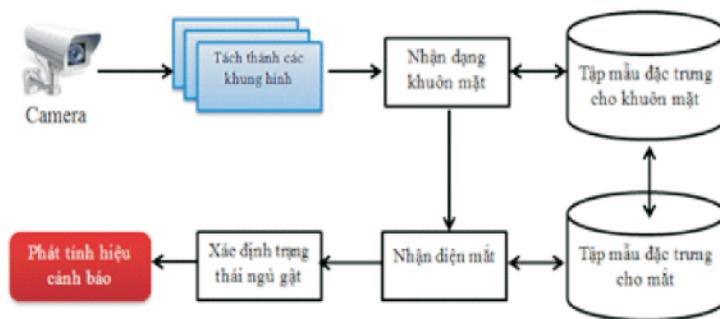 Tách thành các
khung hình
Nhận dạng
khuôn mặt
Tập mẫu đặc trưng
cho khuôn mặt
Camera
Phát tính hiệu
cảnh báo
Xác định trạng
thái ngủ gật
Nhận diện mắt
Tập mẫu đặc trưng
cho mắt